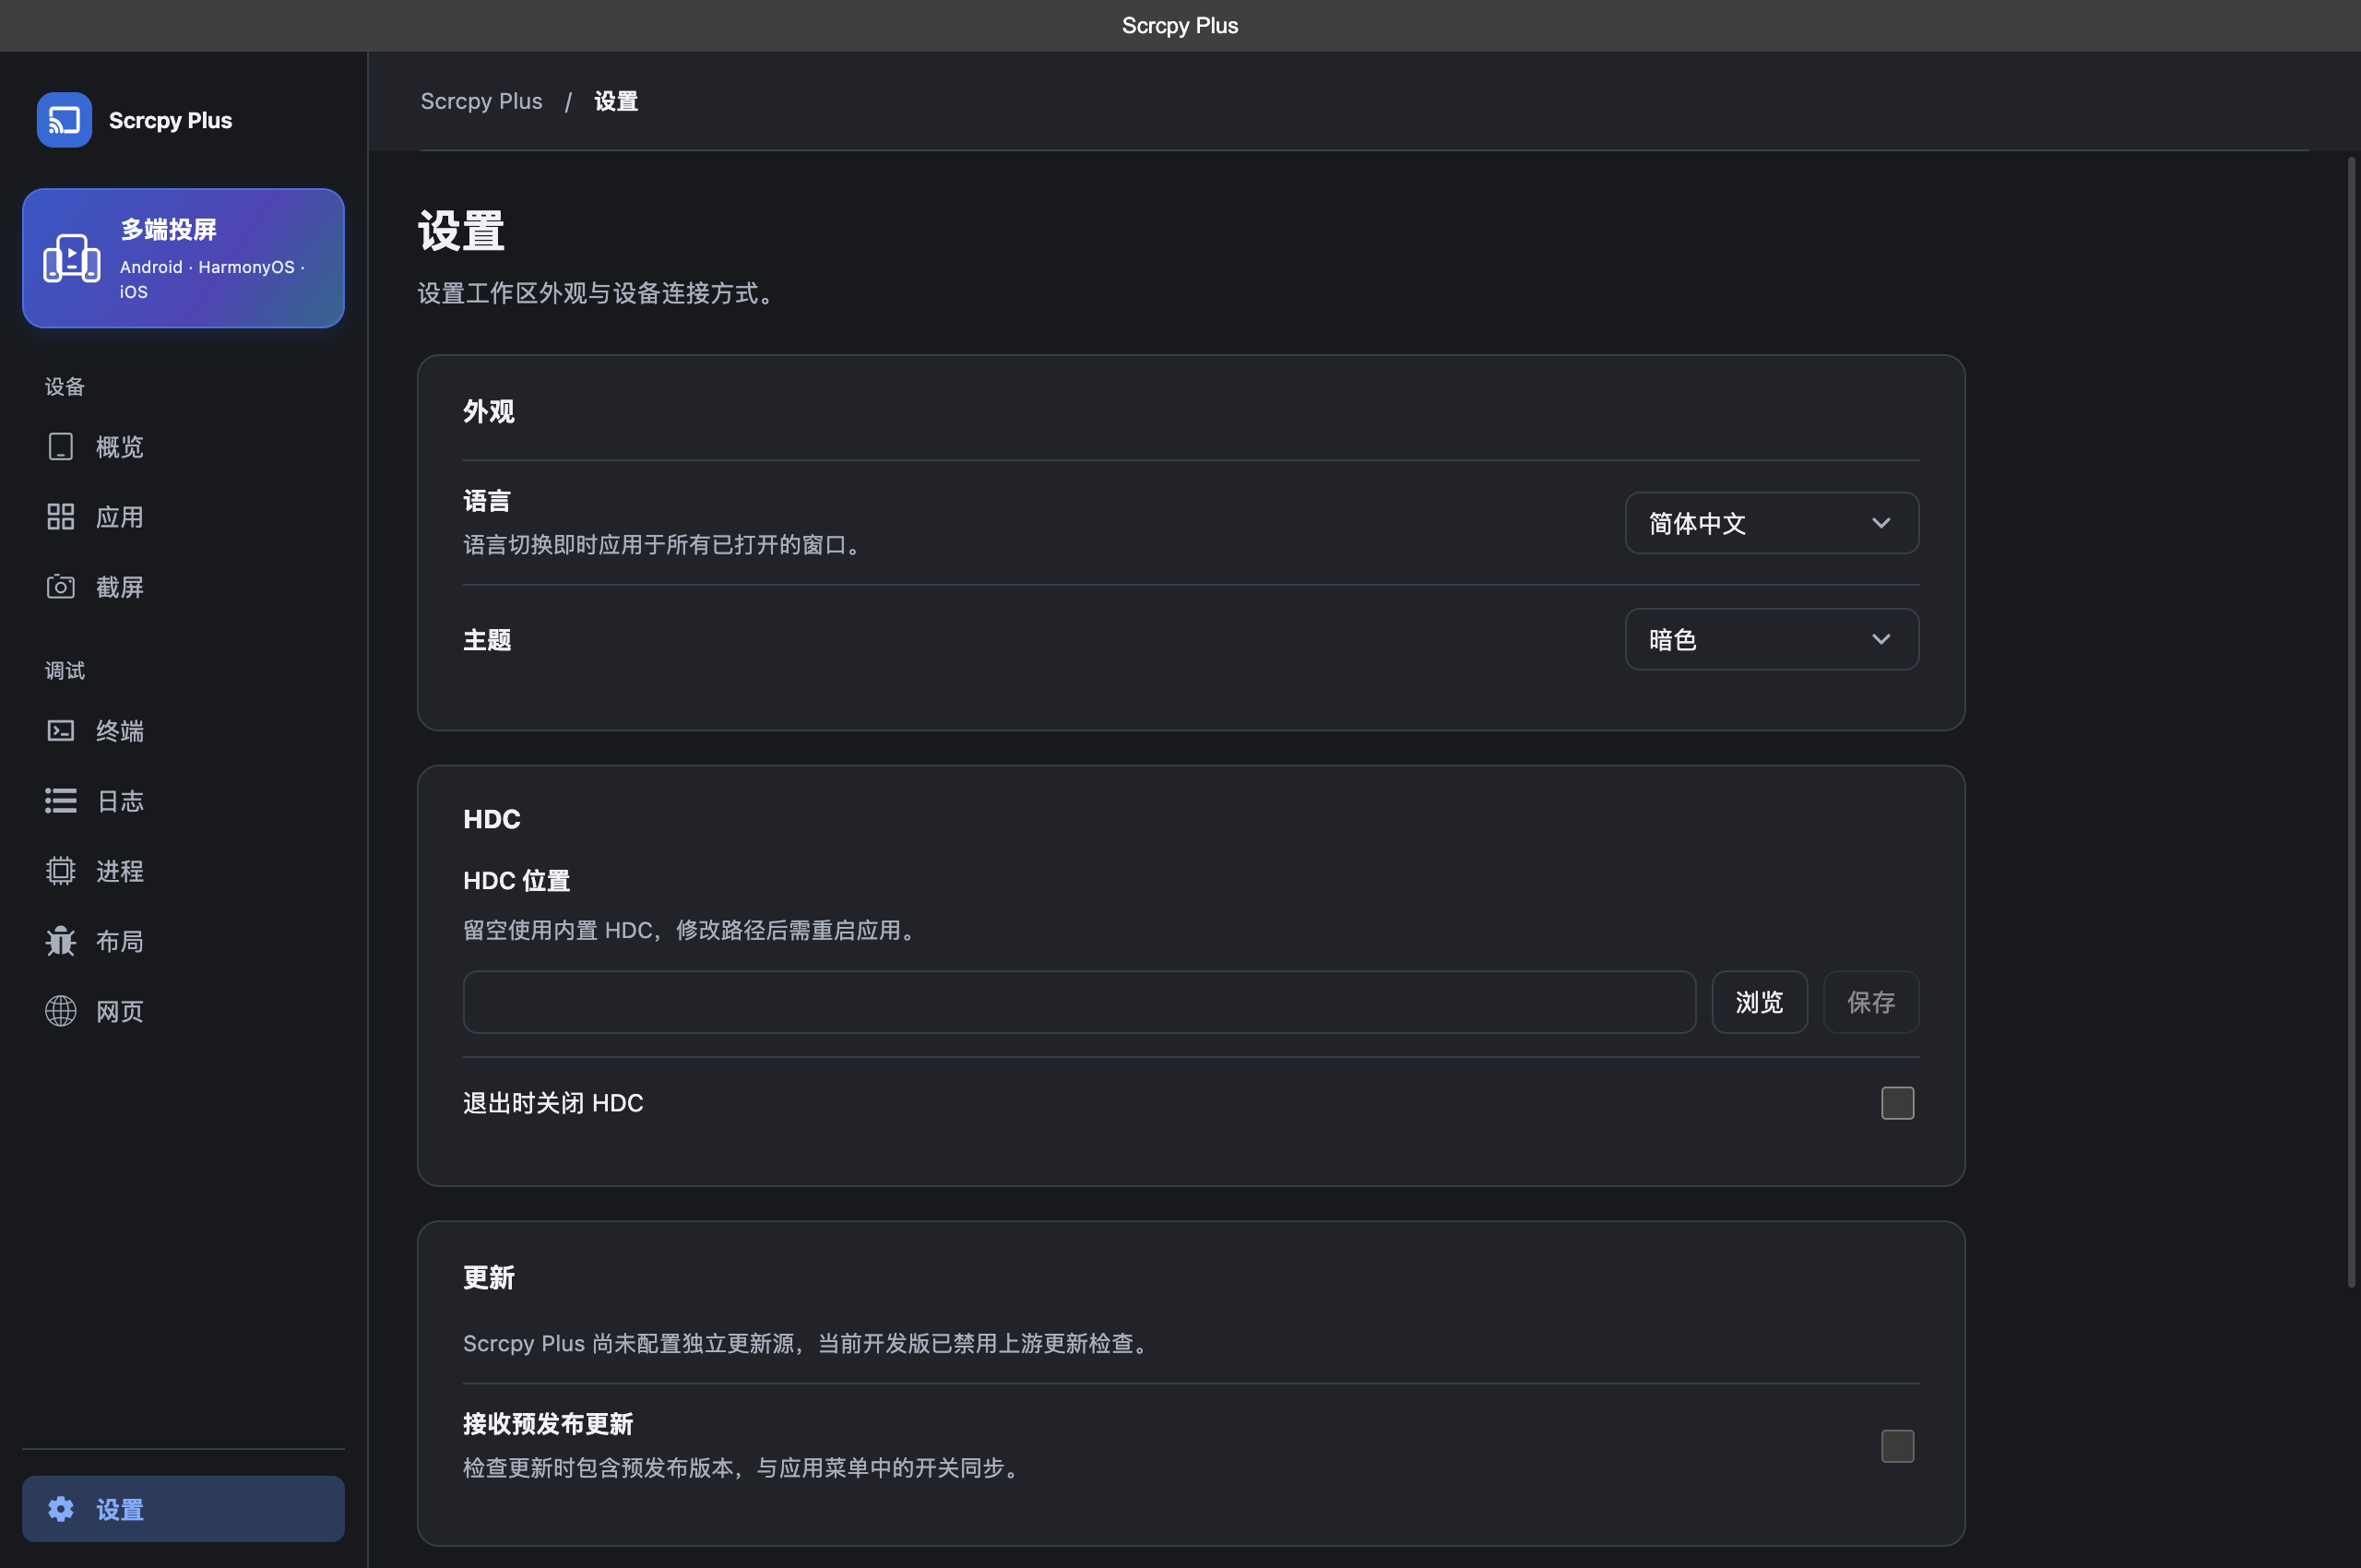 Scrcpy Plus
Scrcpy Plus
多端投屏
Android · HarmonyOS ·
iOS
设备
概览
应用
截屏
调试
终端
日志
进程
布局
网页
设置
Scrcpy Plus / 设置
设置
设置工作区外观与设备连接方式。
外观
语言
语言切换即时应用于所有已打开的窗口。
简体中文
主题
暗色
HDC
HDC 位置
留空使用内置 HDC，修改路径后需重启应用。
浏览
保存
退出时关闭 HDC
更新
Scrcpy Plus 尚未配置独立更新源，当前开发版已禁用上游更新检查。
接收预发布更新
检查更新时包含预发布版本，与应用菜单中的开关同步。